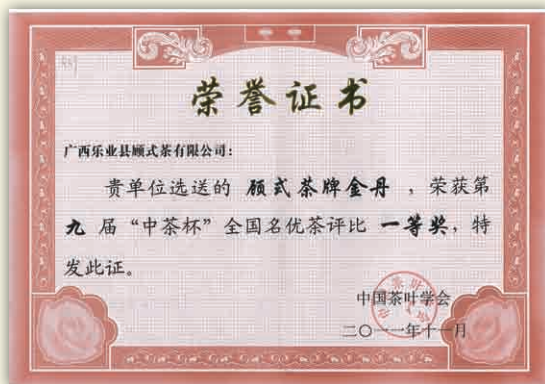 荣誉证书
广西乐业县顾式茶有限公司：
贵单位选送的 顾式茶牌金丹 ，荣获第
九 届“中茶杯”全国名优茶评比 一等奖，特
发此证。
中国茶叶学会
二〇一一年十一月